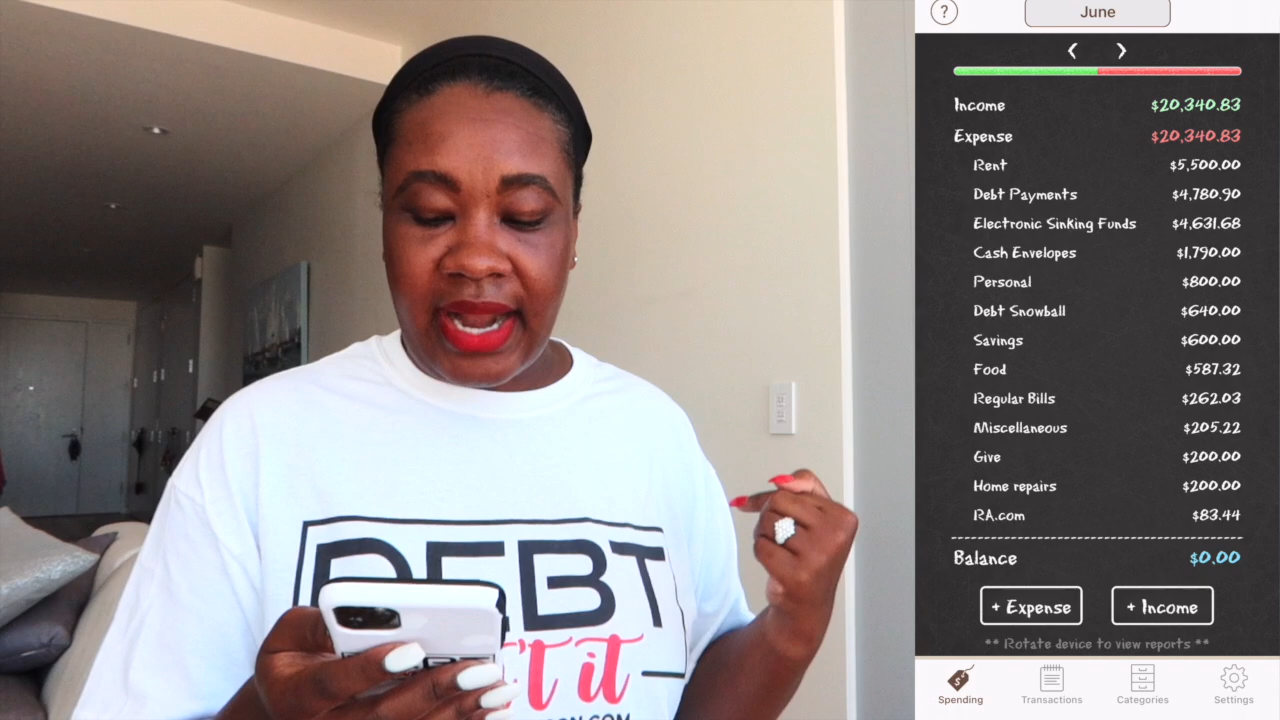 ?
June
Income $20,340.83
Expense $20,340.83
Rent $5,500.00
Debt Payments $4,780.90
Electronic Sinking Funds $4,631.68
Cash Envelopes $1,790.00
Personal $800.00
Debt Snowball $640.00
Savings $600.00
Food $587.32
Regular Bills $262.03
Miscellaneous $205.22
Give $200.00
Home repairs $200.00
RA.com $83.44
Balance $0.00
+ Expense + Income
** Rotate device to view reports **
Spending Transactions Categories Settings
DEBT
't it